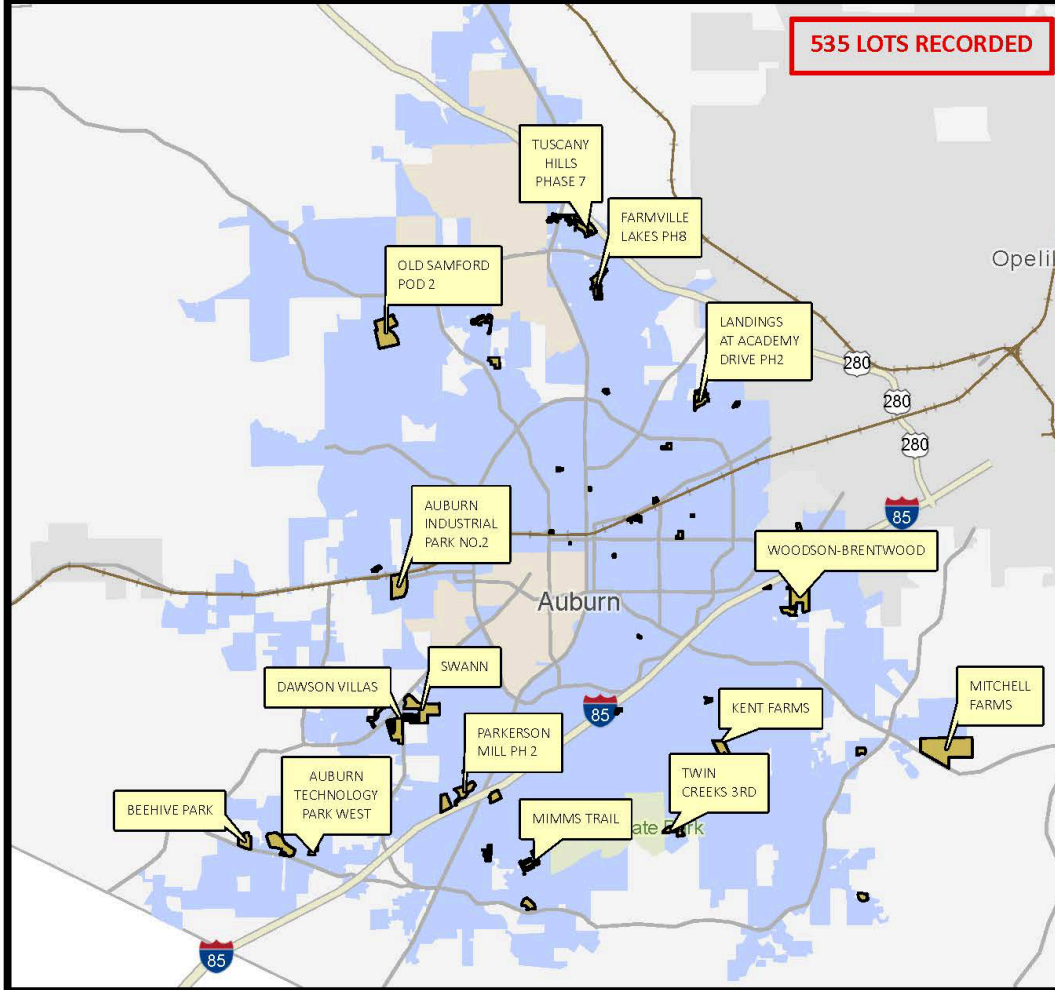 535 LOTS RECORDED
TUSCANY
HILLS
PHASE 7
FARMVILLE
LAKES PH8
OLD SAMFORD
POD 2
Opelik
LANDINGS
AT ACADEMY
DRIVE PH2
280
280
280
AUBURN
INDUSTRIAL
PARK NO.2
85
WOODSON-BRENTWOOD
Auburn
SWANN
DAWSON VILLAS
MITCHELL
FARMS
KENT FARMS
85
PARKERSON
MILL PH 2
TWIN
CREEKS 3RD
AUBURN
TECHNOLOGY
PARK WEST
BEEHIVE PARK
MIMMS TRAIL
ate Park
85